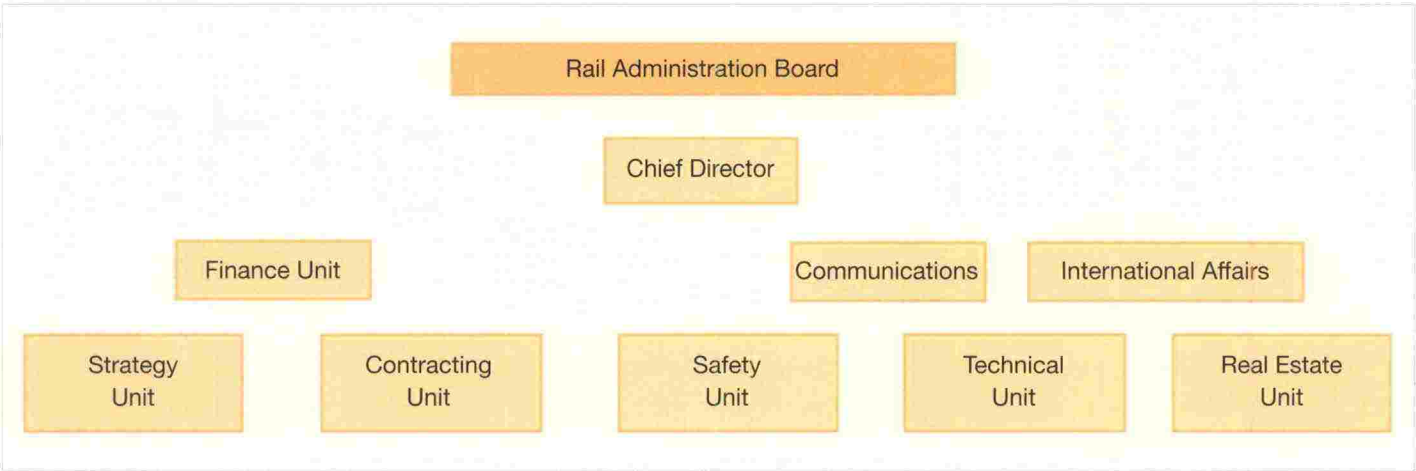 Rail Administration Board
Chief Director
Finance Unit
Communications
International Affairs
Strategy
Unit
Contracting
Unit
Safety
Unit
Technical
Unit
Real Estate
Unit